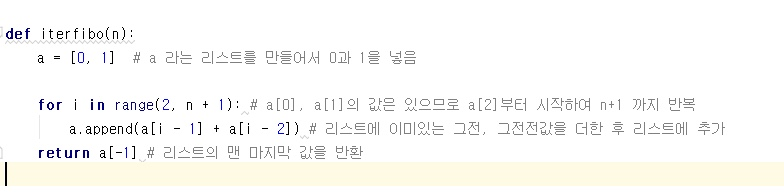 def iterfibo(n):
a = [0, 1]  # a 라는 리스트를 만들어서 0과 1을 넣음
for i in range(2, n + 1): # a[0], a[1]의 값은 있으므로 a[2]부터 시작하여 n+1 까지 반복
a.append(a[i - 1] + a[i - 2]) # 리스트에 이미있는 그전, 그전전값을 더한 후 리스트에 추가
return a[-1] # 리스트의 맨 마지막 값을 반환